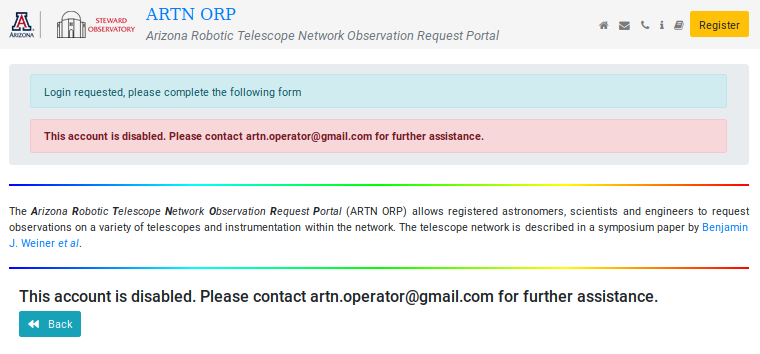 ARIZONA
STEWARD
OBSERVATORY
ARTN ORP
Arizona Robotic Telescope Network Observation Request Portal
Register
Login requested, please complete the following form
This account is disabled. Please contact artn.operator@gmail.com for further assistance.
The Arizona Robotic Telescope Network Observation Request Portal (ARTN ORP) allows registered astronomers, scientists and engineers to request
observations on a variety of telescopes and instrumentation within the network. The telescope network is described in a symposium paper by Benjamin
J. Weiner et al.
This account is disabled. Please contact artn.operator@gmail.com for further assistance.
Back